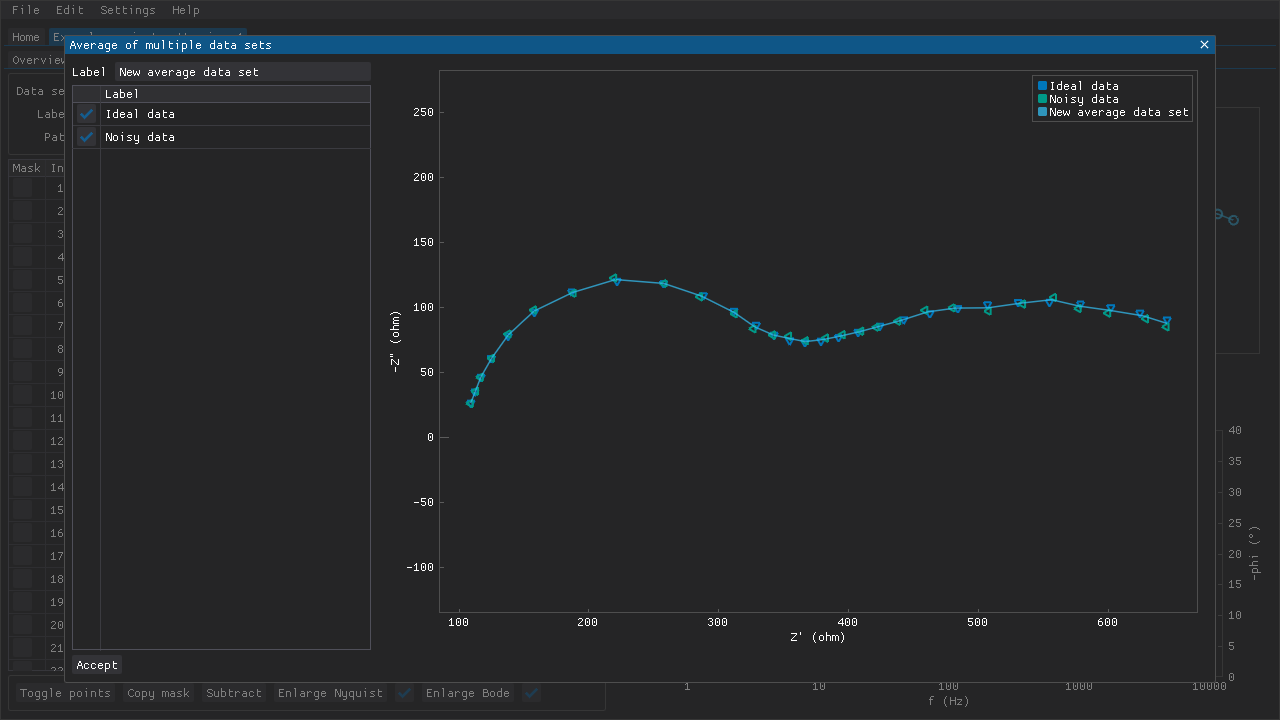 File Edit Settings Help
Home
Average of multiple data sets
Overview
Label New average data set
Label
Ideal data
Noisy data
Data se
Labe
Pat
Mask In
1
2
3
4
5
6
7
8
9
10
11
12
13
14
15
16
17
18
19
20
21
Accept
Ideal data
Noisy data
New average data set
250
200
150
100
50
0
-50
-100
-Z" (ohm)
100 200 300 400 500 600
Z' (ohm)
40
35
30
25
20
15
10
5
0
-phi (°)
1 10 100 1000 10000
f (Hz)
Toggle points Copy mask Subtract Enlarge Nyquist Enlarge Bode